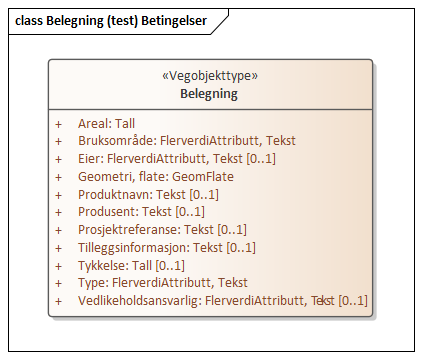 class Belegning (test) Betingelser
«Vegobjekttype»
Belegning
+ Areal: Tall
+ Bruksområde: FlerverdiAttributt, Tekst
+ Eier: FlerverdiAttributt, Tekst [0..1]
+ Geometri, flate: GeomFlate
+ Produktnavn: Tekst [0..1]
+ Produsent: Tekst [0..1]
+ Prosjektreferanse: Tekst [0..1]
+ Tilleggsinformasjon: Tekst [0..1]
+ Tykkelse: Tall [0..1]
+ Type: FlerverdiAttributt, Tekst
+ Vedlikeholdsansvarlig: FlerverdiAttributt, Tekst [0..1]